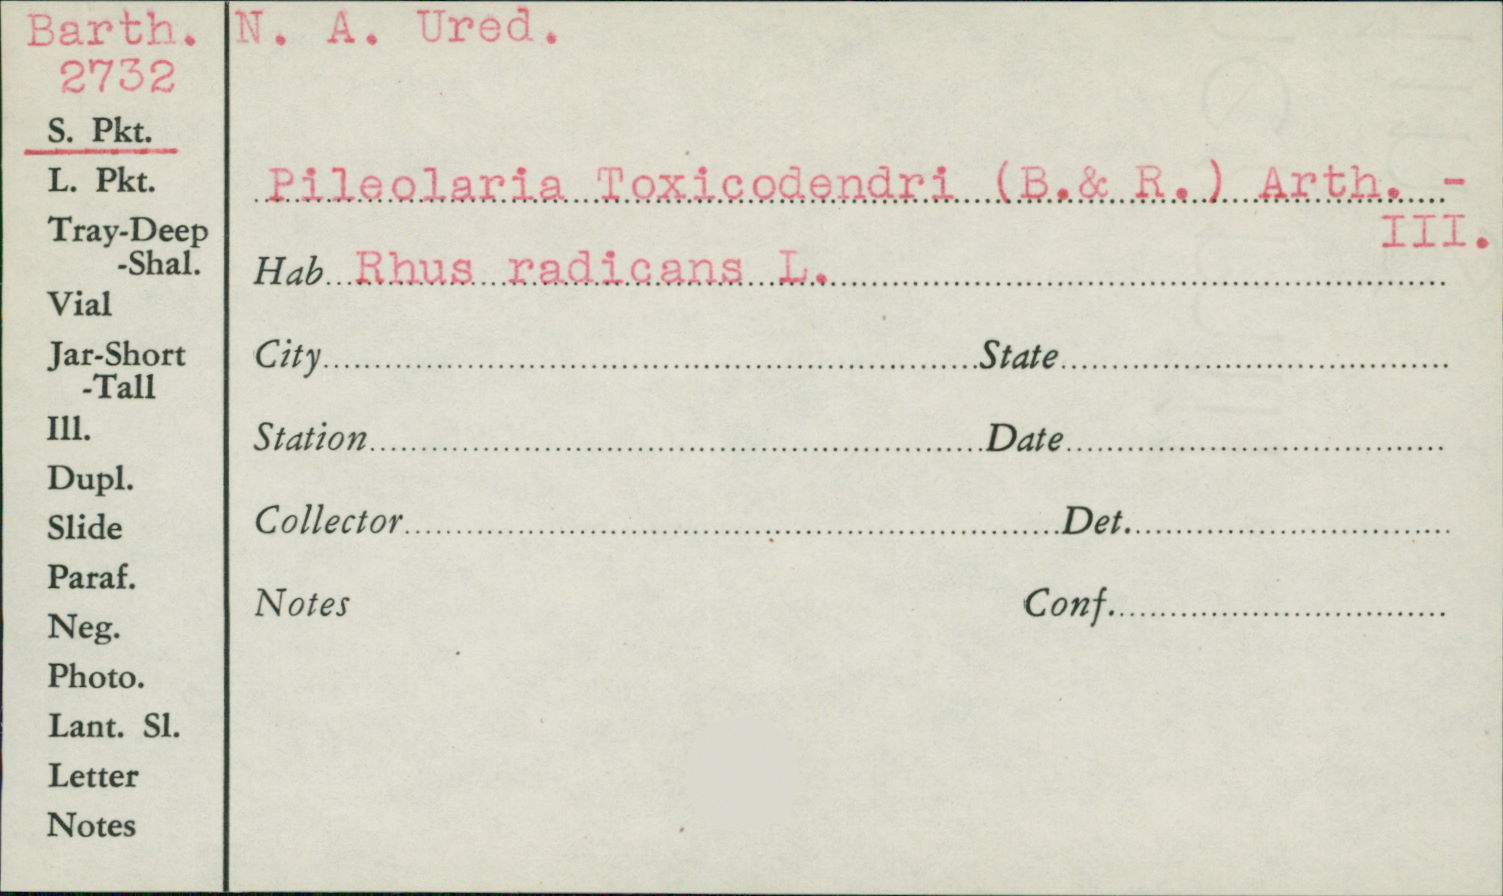 Barth. N. A. Ured.
2732
S. Pkt.
L. Pkt.
Tray-Deep
-Shal.
Vial
Jar-Short
-Tall
Ill.
Dupl.
Slide
Paraf.
Neg.
Photo.
Lant. Sl.
Letter
Notes
Pileolaria Toxicodendri (B.& R.) Arth. -
III.
Hab Rhus radicans L.
City State
Station Date
Collector Det.
Notes Conf.